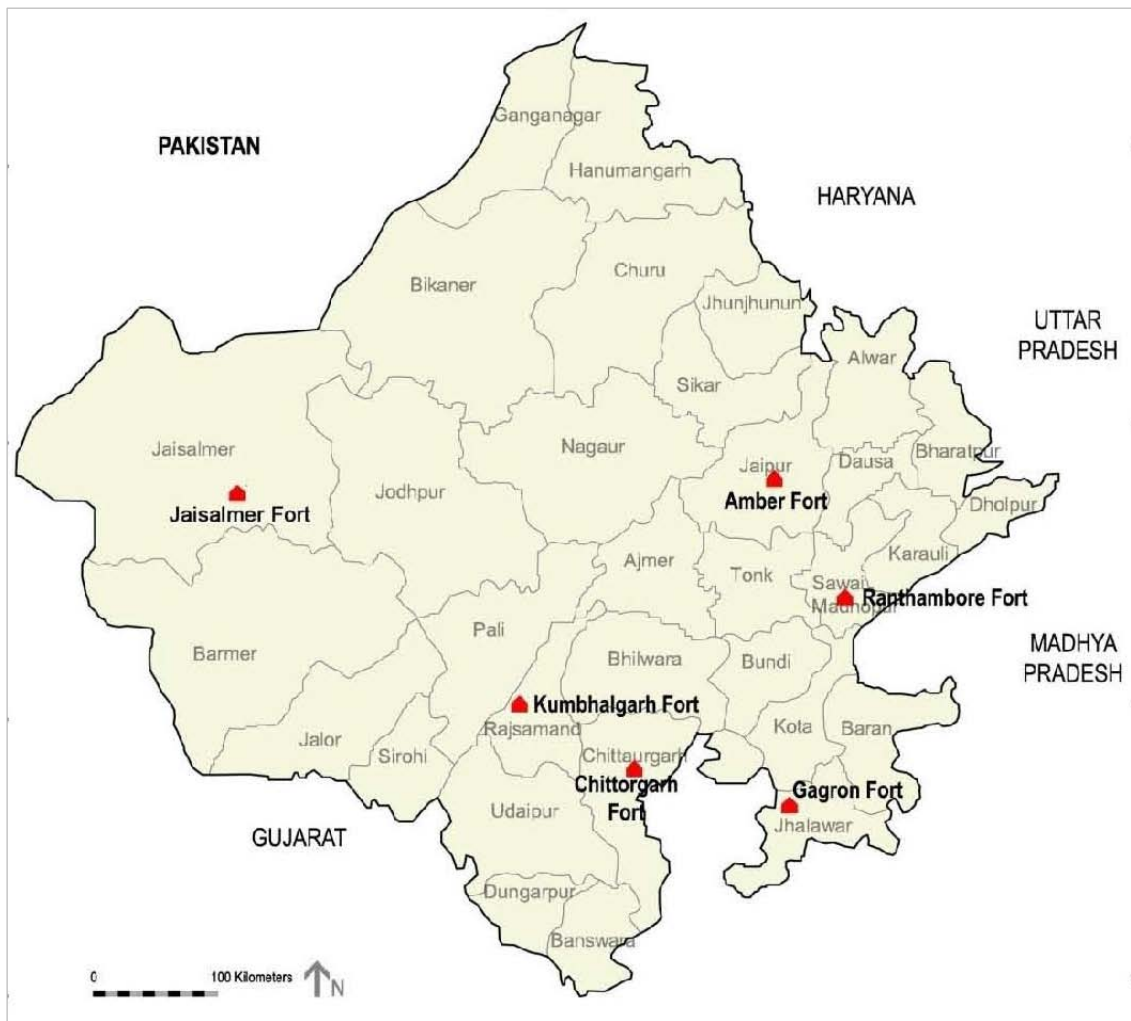 Ganganagar
PAKISTAN
Hanumangarh
HARYANA
Churu
Bikaner
Jhunjhunun
UTTAR
PRADESH
Alwar
Sikar
Jaisalmer
Nagaur
Bharatpur
Jaipur
Dausa
Jodhpur
Amber Fort
Dholpur
Jaisalmer Fort
Karauli
Ajmer
Tonk
Sawai
Madhopur
Ranthambore Fort
Pali
Barmer
Bhilwara
Bundi
MADHYA
PRADESH
Kumbhalgarh Fort
Rajsamand
Kota
Baran
Jalor
Sirohi
Chittaurgarh
Chittorgarh
Fort
Gagron Fort
Udaipur
Jhalawar
GUJARAT
Dungarpur
Banswara
0 100 Kilometers
N